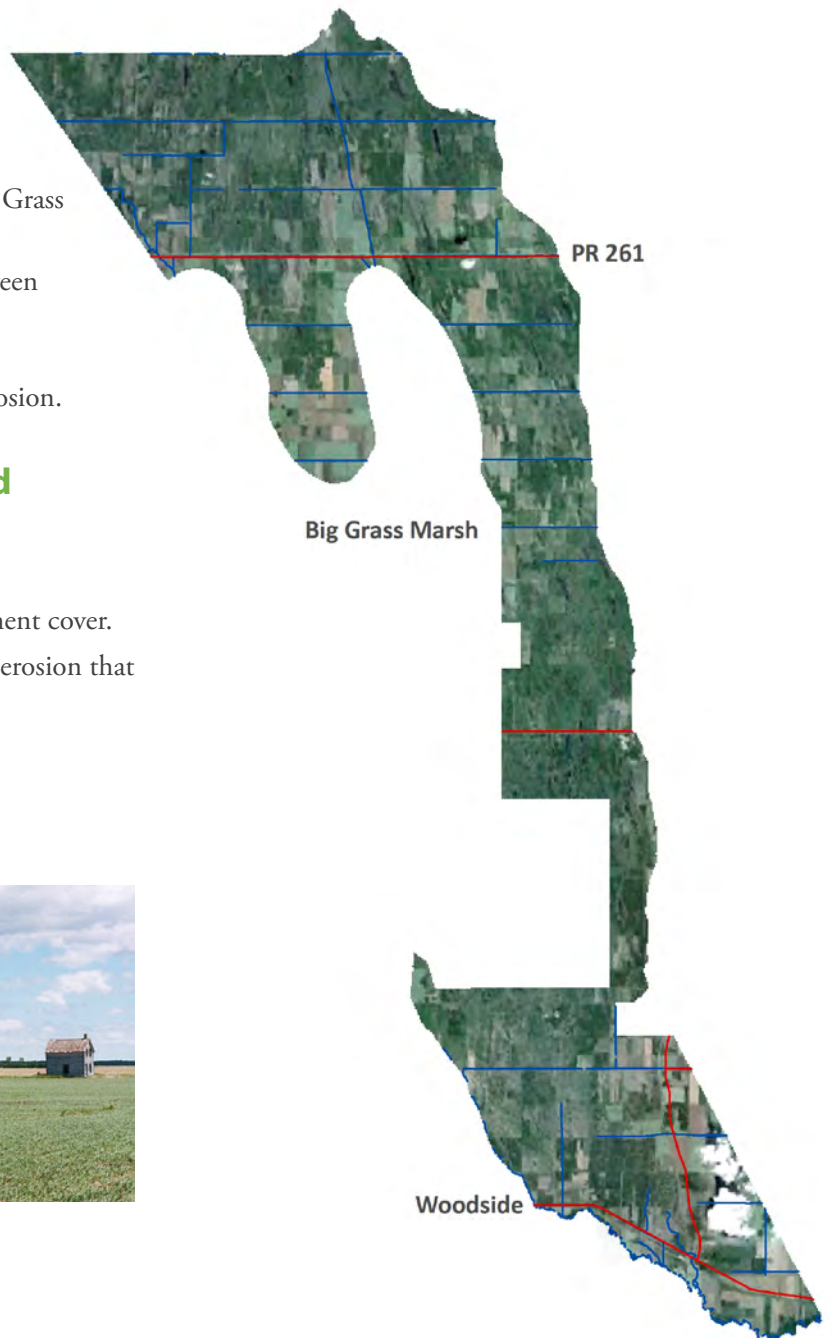 Grass
een
osion.
d
nent cover.
erosion that
PR 261
Big Grass Marsh
Woodside